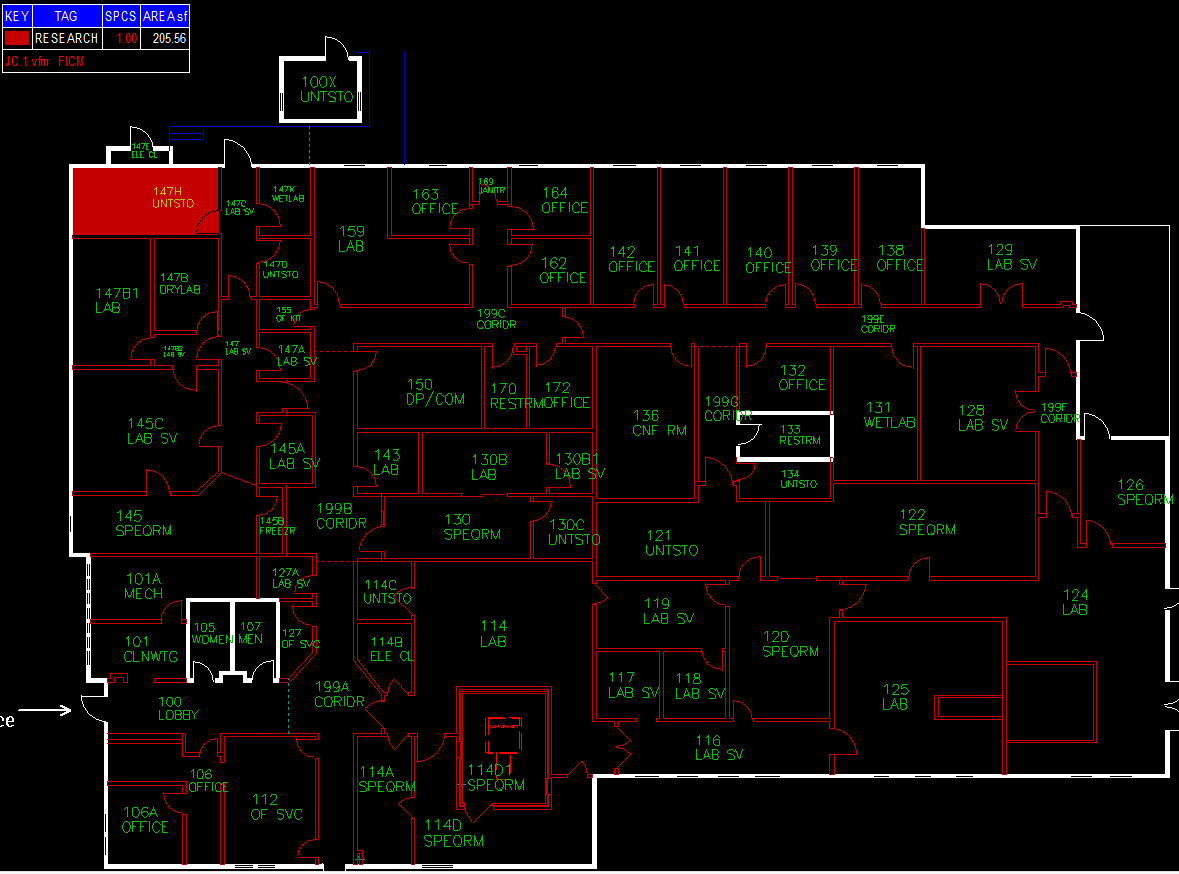 KEY TAG SPCS AREA sf
RESEARCH 1.00 205.56
JC.1.vfm FICM
100X
UNTSTO
147E
ELE CL
147H
UNTSTO
147C
LAB SV
147K
WETLAB
163
OFFICE
169
JANITR
164
OFFICE
159
LAB
142
OFFICE
141
OFFICE
140
OFFICE
139
OFFICE
138
OFFICE
129
LAB SV
147D
UNTSTO
162
OFFICE
147B
DRYLAB
147B1
LAB
155
OF KIT
199C
CORIDR
199E
CORIDR
147B2
LAB SV
147
LAB SV
147A
LAB SV
150
DP/COM
170
RESTRM
172
OFFICE
136
CNF RM
199G
CORIDR
132
OFFICE
131
WETLAB
128
LAB SV
199F
CORIDR
145C
LAB SV
133
RESTRM
145A
LAB SV
143
LAB
130B
LAB
130B1
LAB SV
134
UNTSTO
126
SPEQRM
145
SPEQRM
145B
FREEZR
199B
CORIDR
130
SPEQRM
130C
UNTSTO
121
UNTSTO
122
SPEQRM
101A
MECH
127A
LAB SV
114C
UNTSTO
119
LAB SV
124
LAB
105
WOMEN
107
MEN
127
OF SVC
114B
ELE CL
114
LAB
120
SPEQRM
101
CLNWTG
117
LAB SV
118
LAB SV
125
LAB
199A
CORIDR
100
LOBBY
ce
116
LAB SV
106
OFFICE
114A
SPEQRM
114D1
SPEQRM
112
OF SVC
106A
OFFICE
114D
SPEQRM